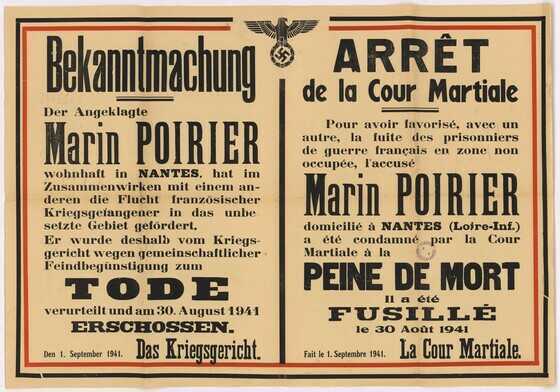 Bekanntmachung
Der Angeklagte
Marin POIRIER
wohnhaft in NANTES, hat im
Zusammenwirken mit einem an-
deren die Flucht französischer
Kriegsgefangener in das unbe-
setzte Gebiet gefördert.
Er wurde deshalb vom Kriegs-
gericht wegen gemeinschaftlicher
Feindbegünstigung zum
TODE
verurteilt und am 30. August 1941
ERSCHOSSEN.
Den 1. September 1941. Das Kriegsgericht.
ARRÊT
de la Cour Martiale
Pour avoir favorisé, avec un
autre, la fuite des prisonniers
de guerre français en zone non
occupée, l'accusé
Marin POIRIER
domicilié à NANTES (Loire-Inf.)
a été condamné par la Cour
Martiale à la
PEINE DE MORT
Il a été
FUSILLÉ
le 30 Août 1941
Fait le 1. Septembre 1941. La Cour Martiale.